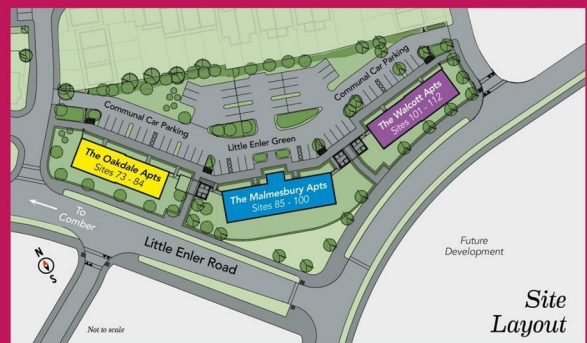 Communal Car Parking
Communal Car Parking
Little Enler Green
The Walcott Apts
Sites 101 - 112
The Oakdale Apts
Sites 73 - 84
The Malmesbury Apts
Sites 85 - 100
To
Comber
Little Enler Road
Future
Development
N
S
Not to scale
Site
Layout